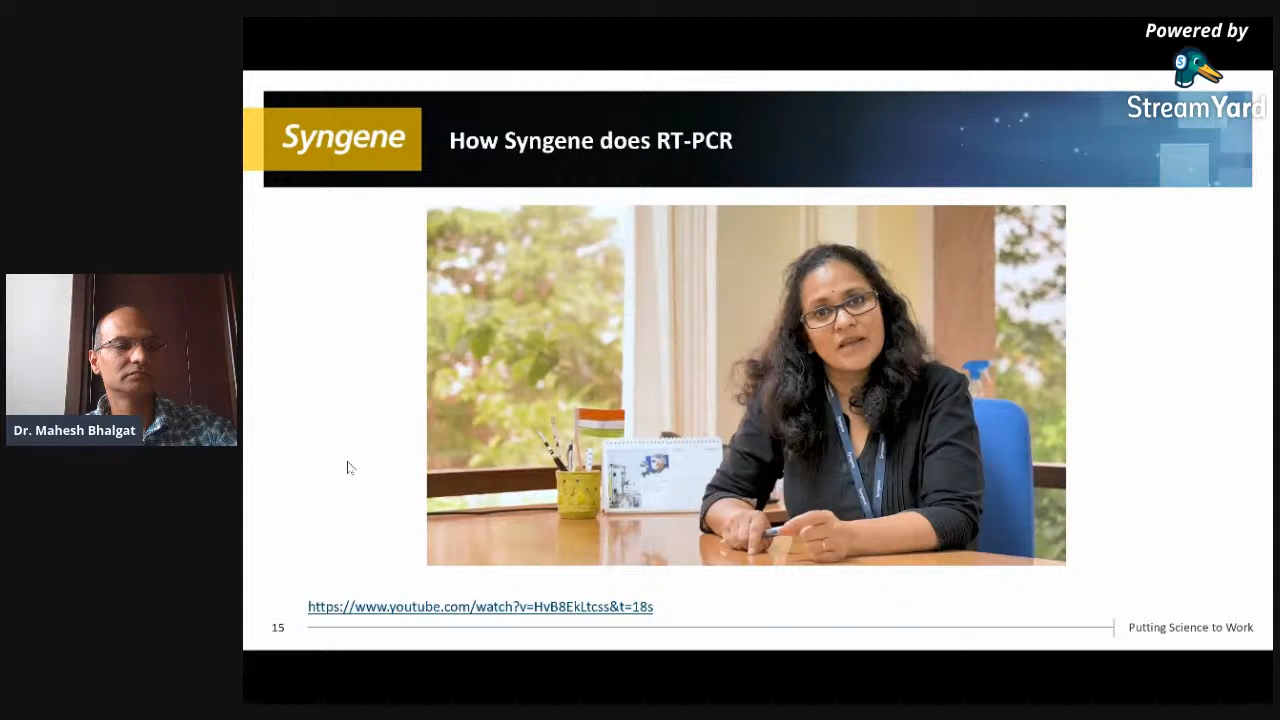 Powered by
StreamYard
Syngene
How Syngene does RT-PCR
Dr. Mahesh Bhalgat
https://www.youtube.com/watch?v=HvB8EkLtcss&t=18s
15
Putting Science to Work